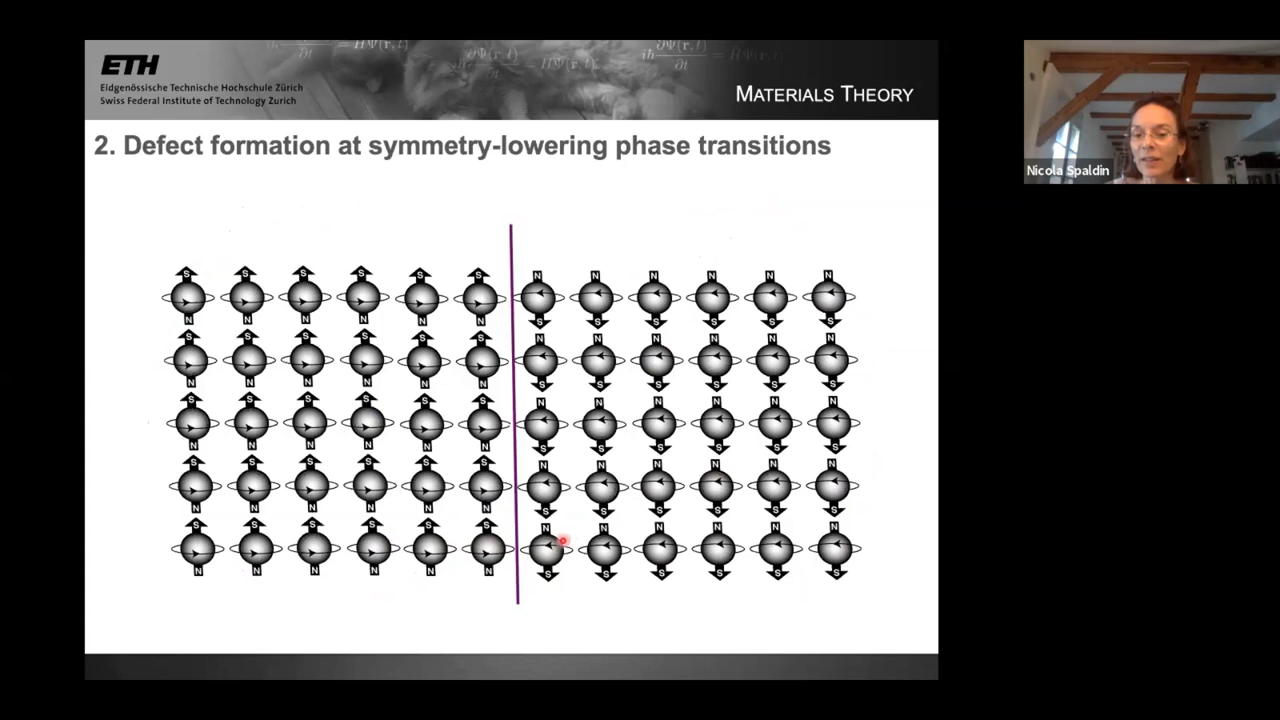 ETH
Eidgenössische Technische Hochschule Zürich
Swiss Federal Institute of Technology Zurich
MATERIALS THEORY
Nicola Spaldin
2. Defect formation at symmetry-lowering phase transitions
S S S S S S N N N N N N
N N N N N N S S S S S S
S S S S S S N N N N N N
N N N N N N S S S S S S
S S S S S S N N N N N N
N N N N N N S S S S S S
S S S S S S N N N N N N
N N N N N N S S S S S S
S S S S S S N N N N N N
N N N N N N S S S S S S